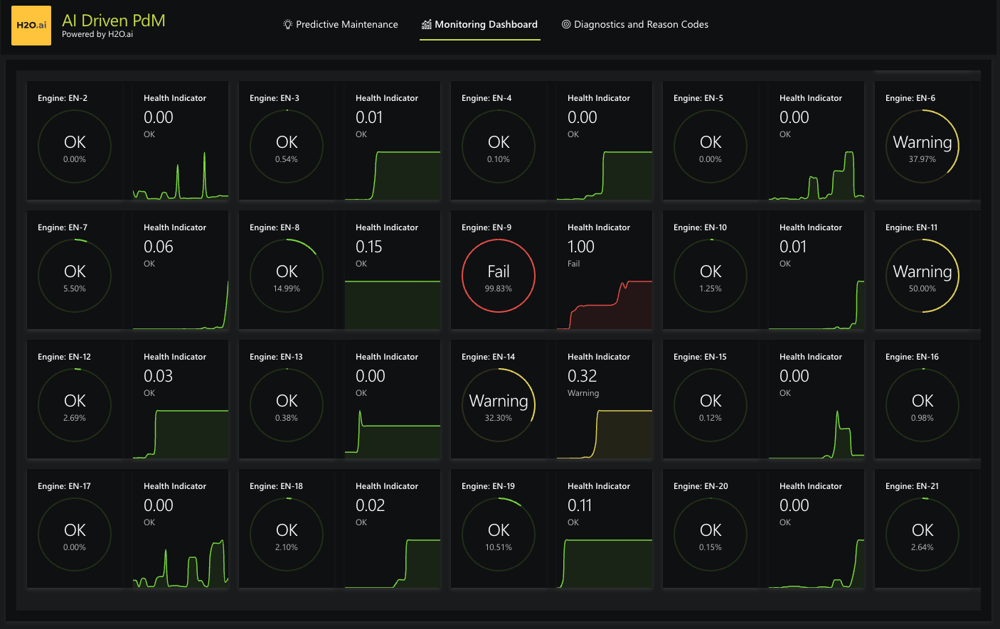 H2O.ai
AI Driven PdM
Powered by H2O.ai
Predictive Maintenance
Monitoring Dashboard
Diagnostics and Reason Codes
Engine: EN-2
OK
0.00%
Health Indicator
0.00
OK
Engine: EN-3
OK
0.54%
Health Indicator
0.01
OK
Engine: EN-4
OK
0.10%
Health Indicator
0.00
OK
Engine: EN-5
OK
0.00%
Health Indicator
0.00
OK
Engine: EN-6
Warning
37.97%
Engine: EN-7
OK
5.50%
Health Indicator
0.06
OK
Engine: EN-8
OK
14.99%
Health Indicator
0.15
OK
Engine: EN-9
Fail
99.83%
Health Indicator
1.00
Fail
Engine: EN-10
OK
1.25%
Health Indicator
0.01
OK
Engine: EN-11
Warning
50.00%
Engine: EN-12
OK
2.69%
Health Indicator
0.03
OK
Engine: EN-13
OK
0.38%
Health Indicator
0.00
OK
Engine: EN-14
Warning
32.30%
Health Indicator
0.32
Warning
Engine: EN-15
OK
0.12%
Health Indicator
0.00
OK
Engine: EN-16
OK
0.98%
Engine: EN-17
OK
0.00%
Health Indicator
0.00
OK
Engine: EN-18
OK
2.10%
Health Indicator
0.02
OK
Engine: EN-19
OK
10.51%
Health Indicator
0.11
OK
Engine: EN-20
OK
0.15%
Health Indicator
0.00
OK
Engine: EN-21
OK
2.64%